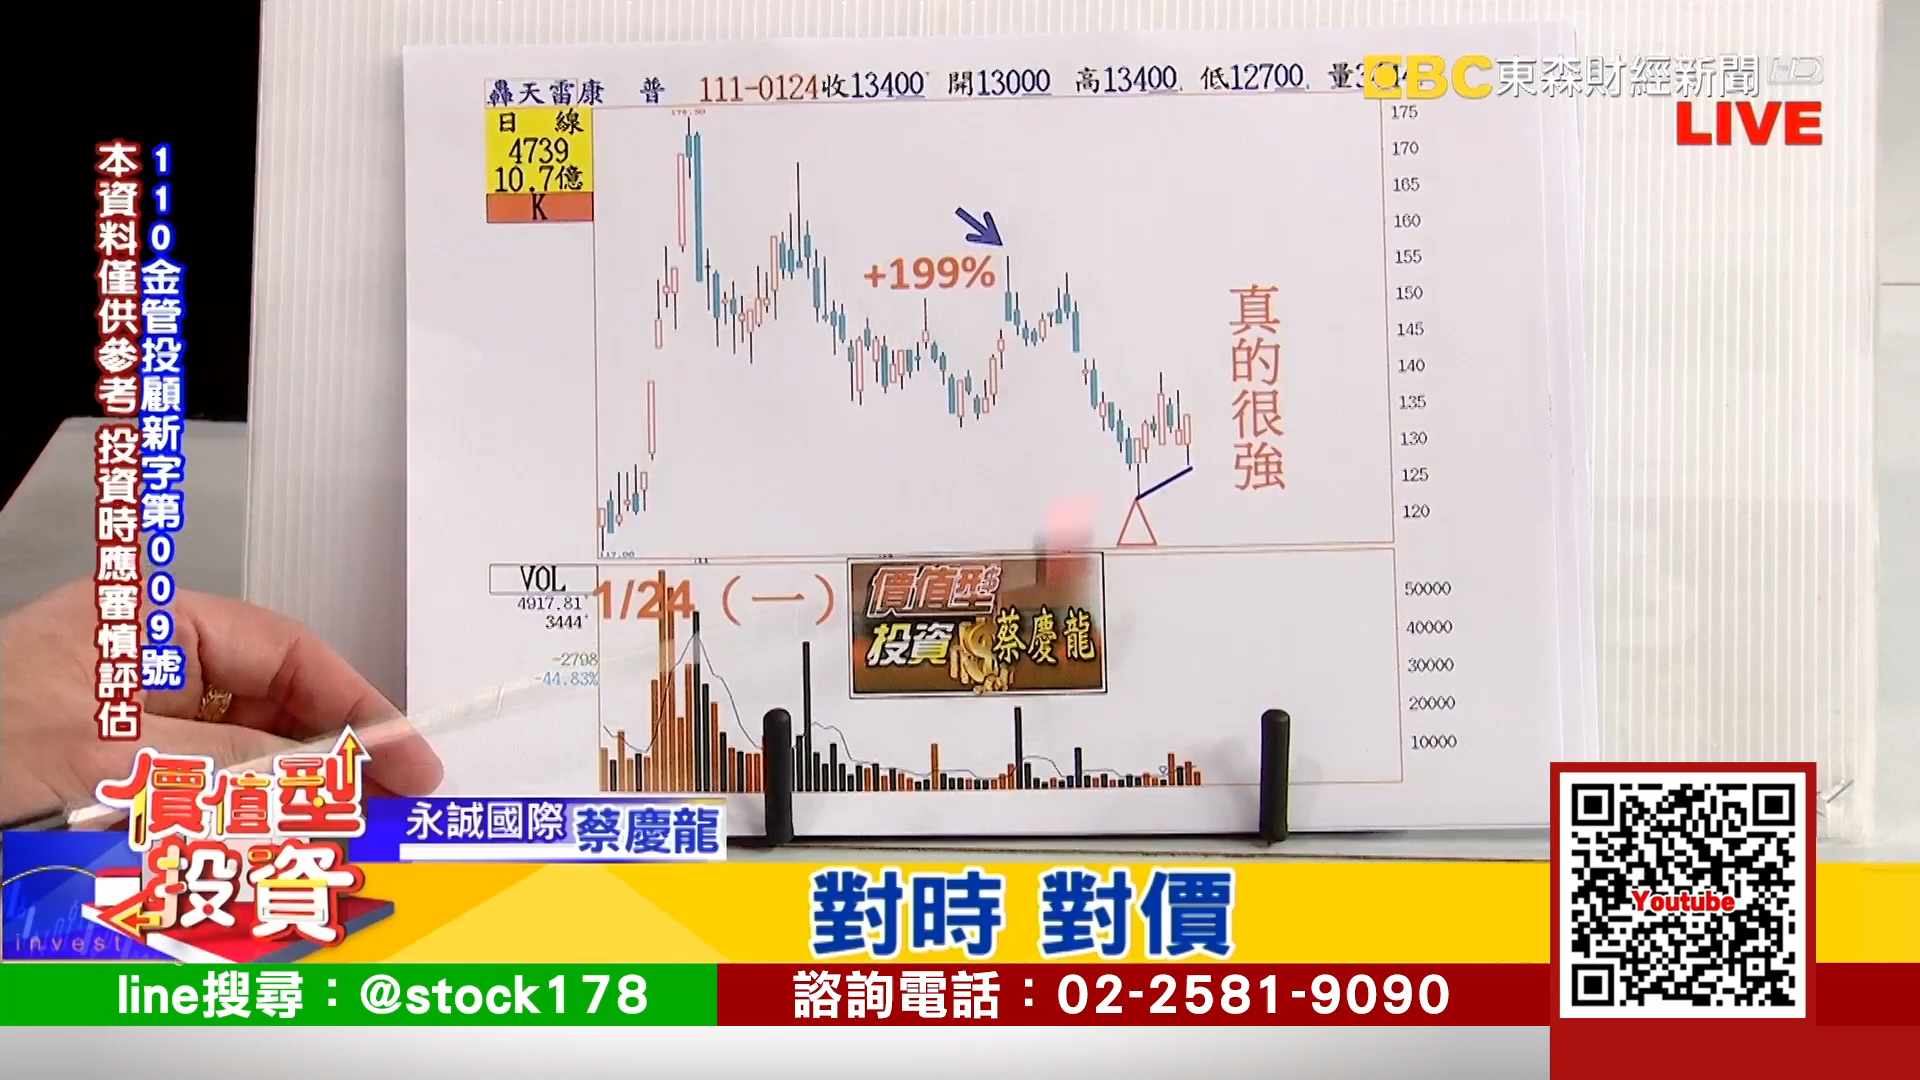 EBC東森財經新聞HD
LIVE
轟天雷康 普 111-0124收13400 開13000 高13400 低12700 量
日 線
4739
10.7億
K
175
170
165
160
155
150
145
140
135
130
125
120
+199%
真的很強
VOL
4917.81
3444
-2798
-44.83%
50000
40000
30000
20000
10000
1/24（一）
價值型
投資
蔡慶龍
110金管投顧新字第009號
本資料僅供參考 投資時應審慎評估
價值型
投資
invest
永誠國際 蔡慶龍
對時 對價
Youtube
line搜尋：@stock178
諮詢電話：02-2581-9090